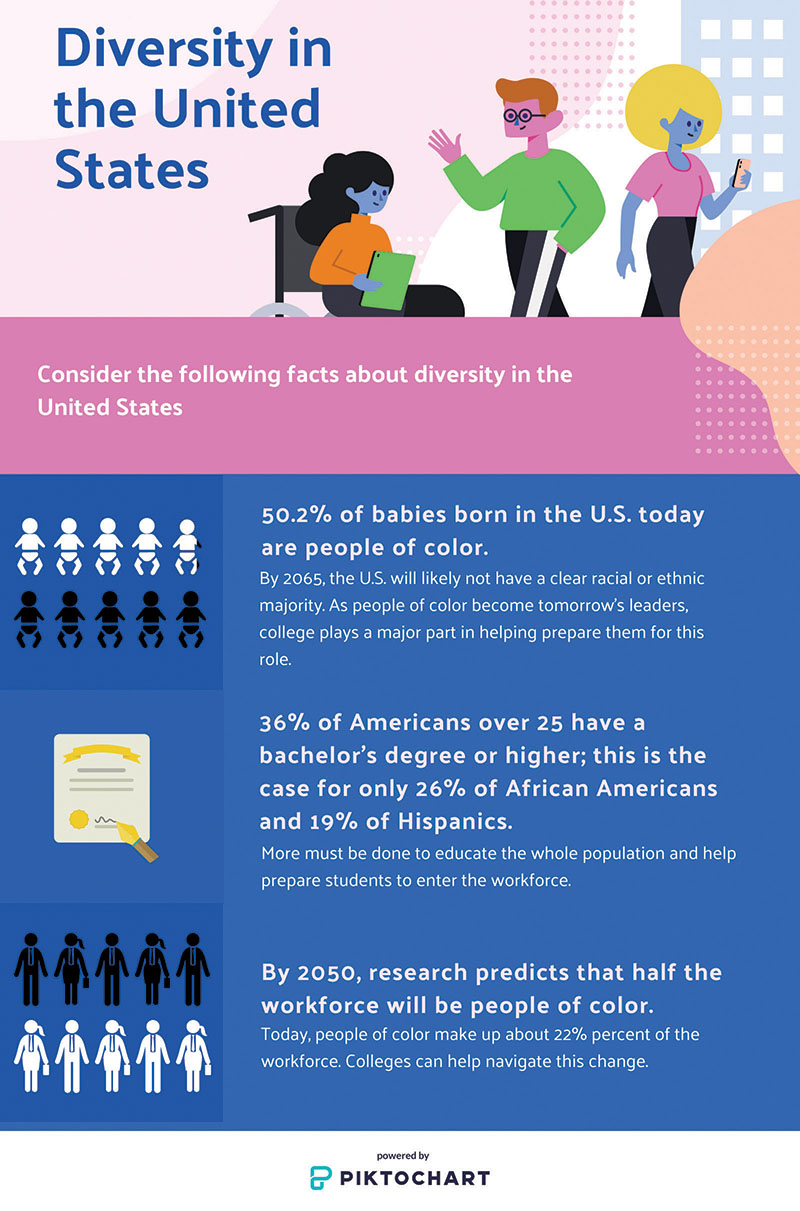 Diversity in
the United
States
Consider the following facts about diversity in the
United States
50.2% of babies born in the U.S. today
are people of color.
By 2065, the U.S. will likely not have a clear racial or ethnic
majority. As people of color become tomorrow's leaders,
college plays a major part in helping prepare them for this
role.
36% of Americans over 25 have a
bachelor's degree or higher; this is the
case for only 26% of African Americans
and 19% of Hispanics.
More must be done to educate the whole population and help
prepare students to enter the workforce.
By 2050, research predicts that half the
workforce will be people of color.
Today, people of color make up about 22% percent of the
workforce. Colleges can help navigate this change.
powered by
PIKTOCHART